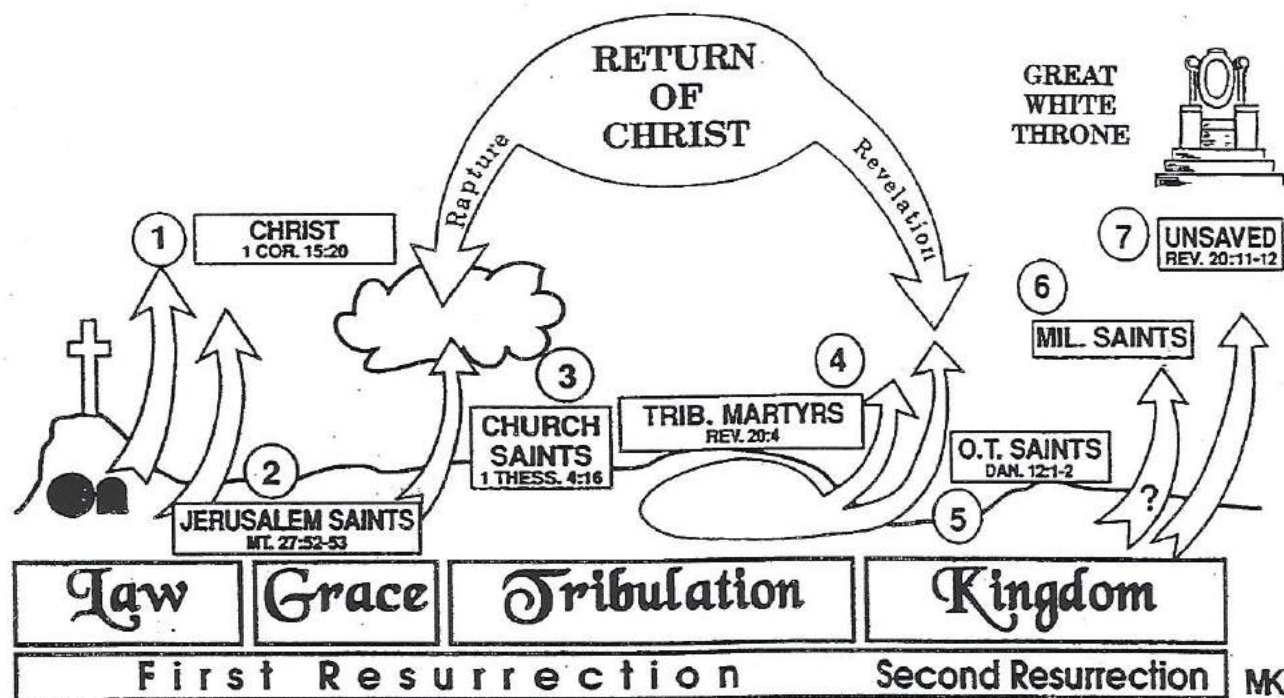 RETURN
OF
CHRIST
Rapture
Revelation
GREAT
WHITE
THRONE
1
CHRIST
1 COR. 15:20
2
JERUSALEM SAINTS
MT. 27:52-53
3
CHURCH
SAINTS
1 THESS. 4:16
4
TRIB. MARTYRS
REV. 20:4
5
O.T. SAINTS
DAN. 12:1-2
6
MIL. SAINTS
?
7
UNSAVED
REV. 20:11-12
Law
Grace
Tribulation
Kingdom
First Resurrection
Second Resurrection
MK